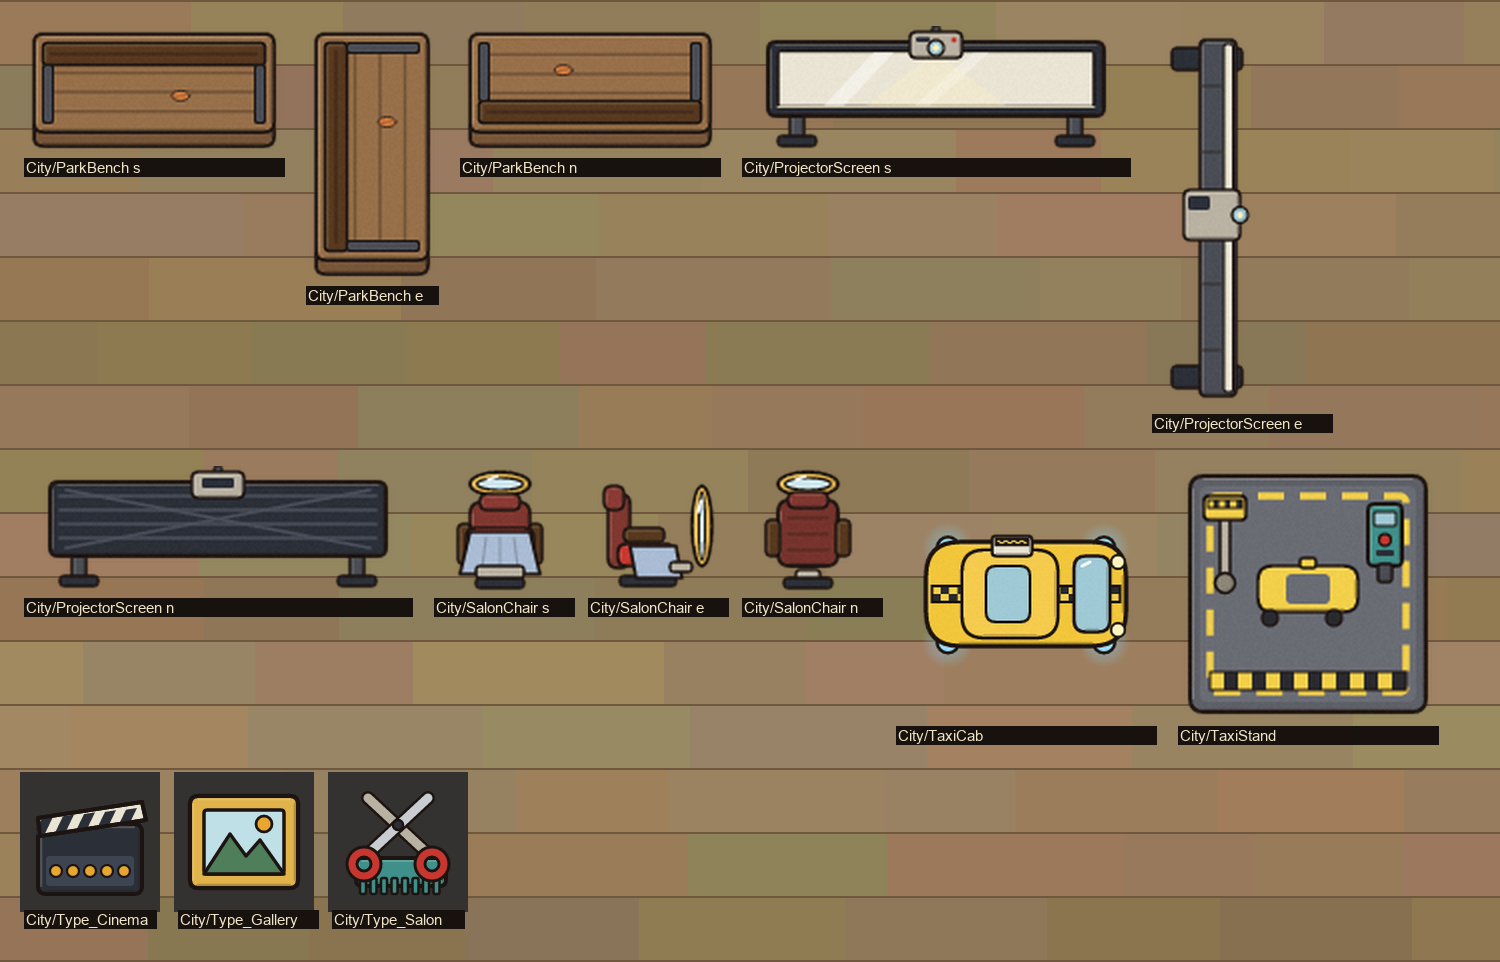 City/ParkBench s
City/ParkBench n
City/ProjectorScreen s
City/ParkBench e
City/ProjectorScreen e
City/ProjectorScreen n
City/SalonChair s
City/SalonChair e
City/SalonChair n
City/TaxiCab
City/TaxiStand
City/Type_Cinema
City/Type_Gallery
City/Type_Salon